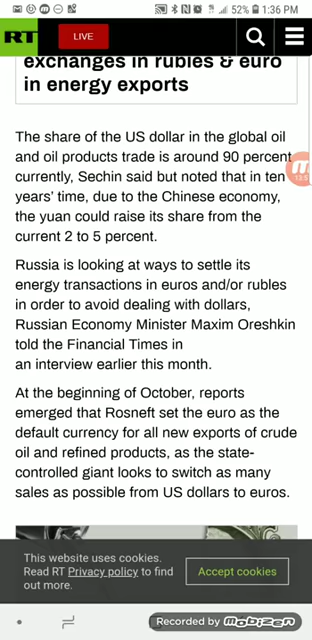 52% 1:36 PM
RT LIVE
exchanges in rubles & euro
in energy exports
The share of the US dollar in the global oil
and oil products trade is around 90 percent
currently, Sechin said but noted that in ten
years' time, due to the Chinese economy,
the yuan could raise its share from the
current 2 to 5 percent.
Russia is looking at ways to settle its
energy transactions in euros and/or rubles
in order to avoid dealing with dollars,
Russian Economy Minister Maxim Oreshkin
told the Financial Times in
an interview earlier this month.
At the beginning of October, reports
emerged that Rosneft set the euro as the
default currency for all new exports of crude
oil and refined products, as the state-
controlled giant looks to switch as many
sales as possible from US dollars to euros.
This website uses cookies.
Read RT Privacy policy to find
out more.
Accept cookies
Recorded by mobizen